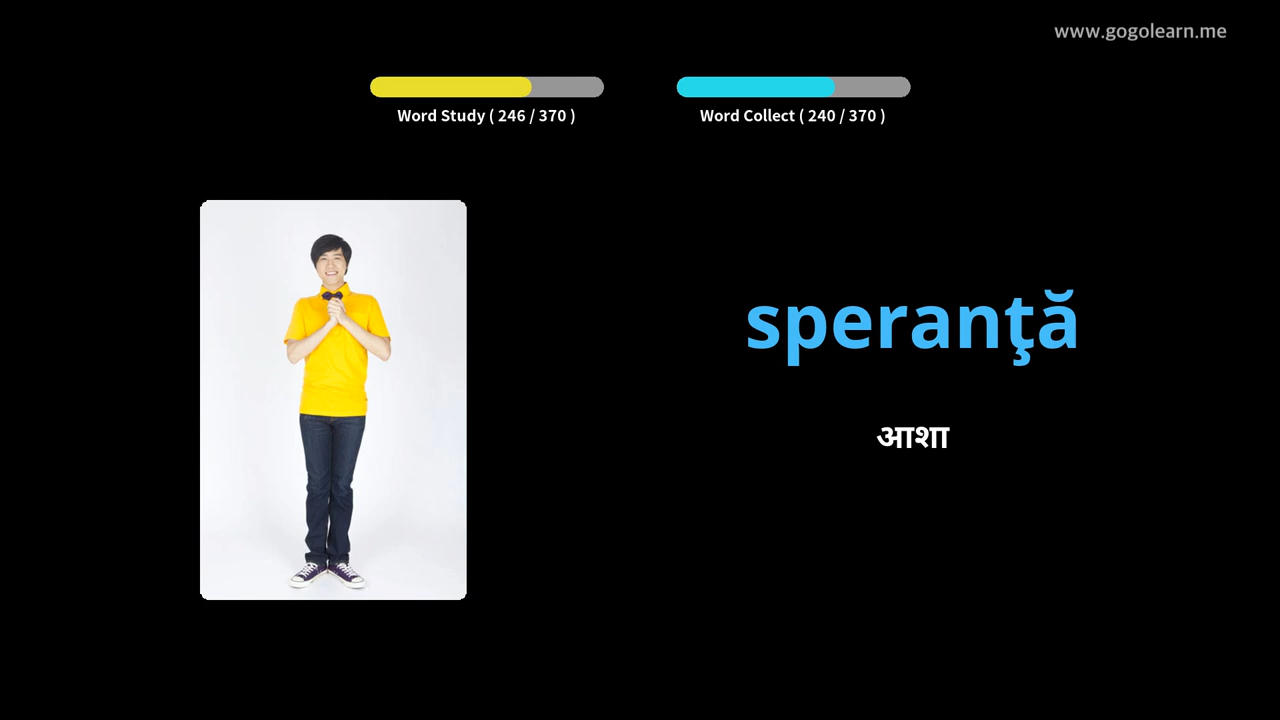 www.gogolearn.me
Word Study ( 246 / 370 )
Word Collect ( 240 / 370 )
speranţă
आशा